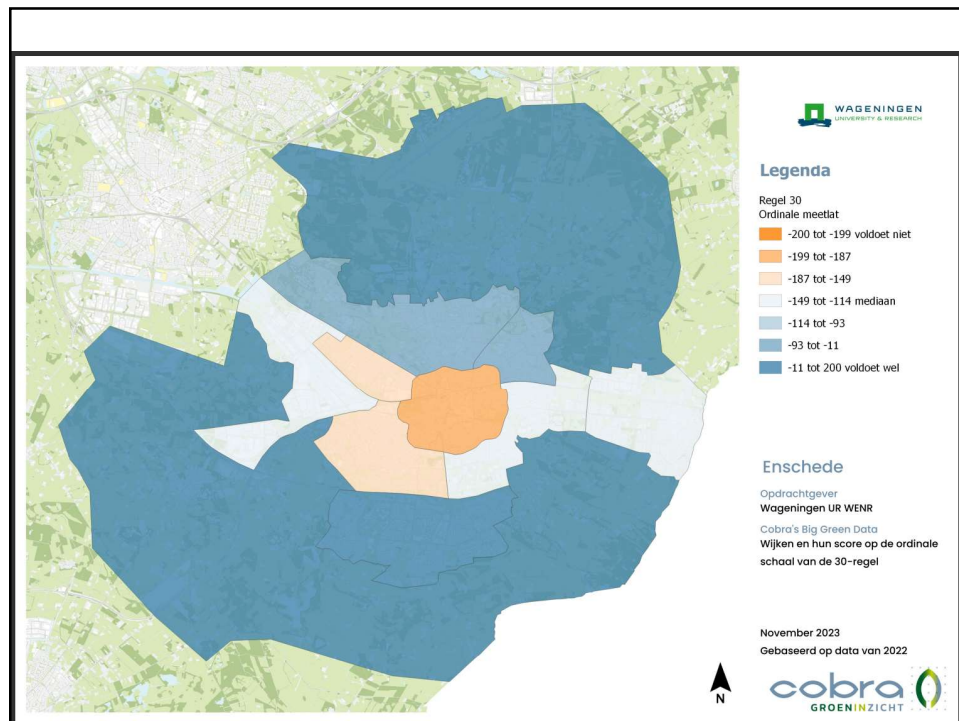 WAGENINGEN
UNIVERSITY & RESEARCH
Legenda
Regel 30
Ordinale meetlat
-200 tot -199 voldoet niet
-199 tot -187
-187 tot -149
-149 tot -114 mediaan
-114 tot -93
-93 tot -11
-11 tot 200 voldoet wel
Enschede
Opdrachtgever
Wageningen UR WENR
Cobra's Big Green Data
Wijken en hun score op de ordinale
schaal van de 30-regel
November 2023
Gebaseerd op data van 2022
N
cobra
GROENINZICHT